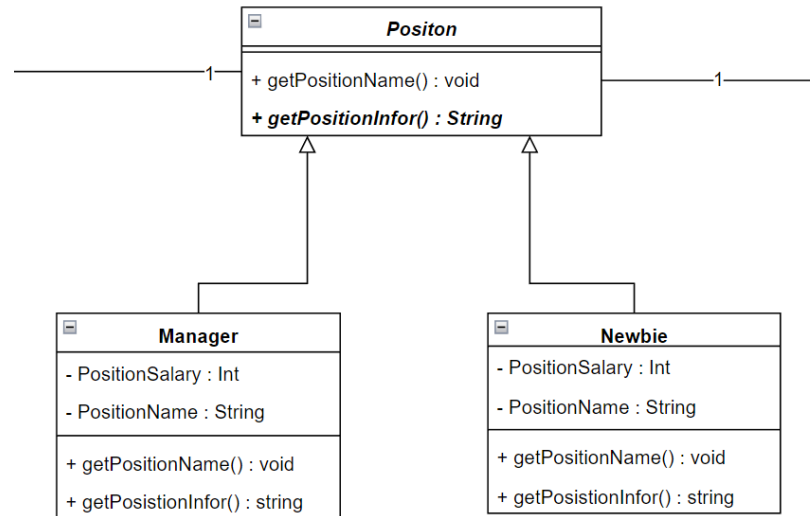 Positon
1
+ getPositionName() : void
1
+ getPositionInfor() : String
Manager
- PositionSalary : Int
- PositionName : String
+ getPositionName() : void
+ getPosistionInfor() : string
Newbie
- PositionSalary : Int
- PositionName : String
+ getPositionName() : void
+ getPosistionInfor() : string